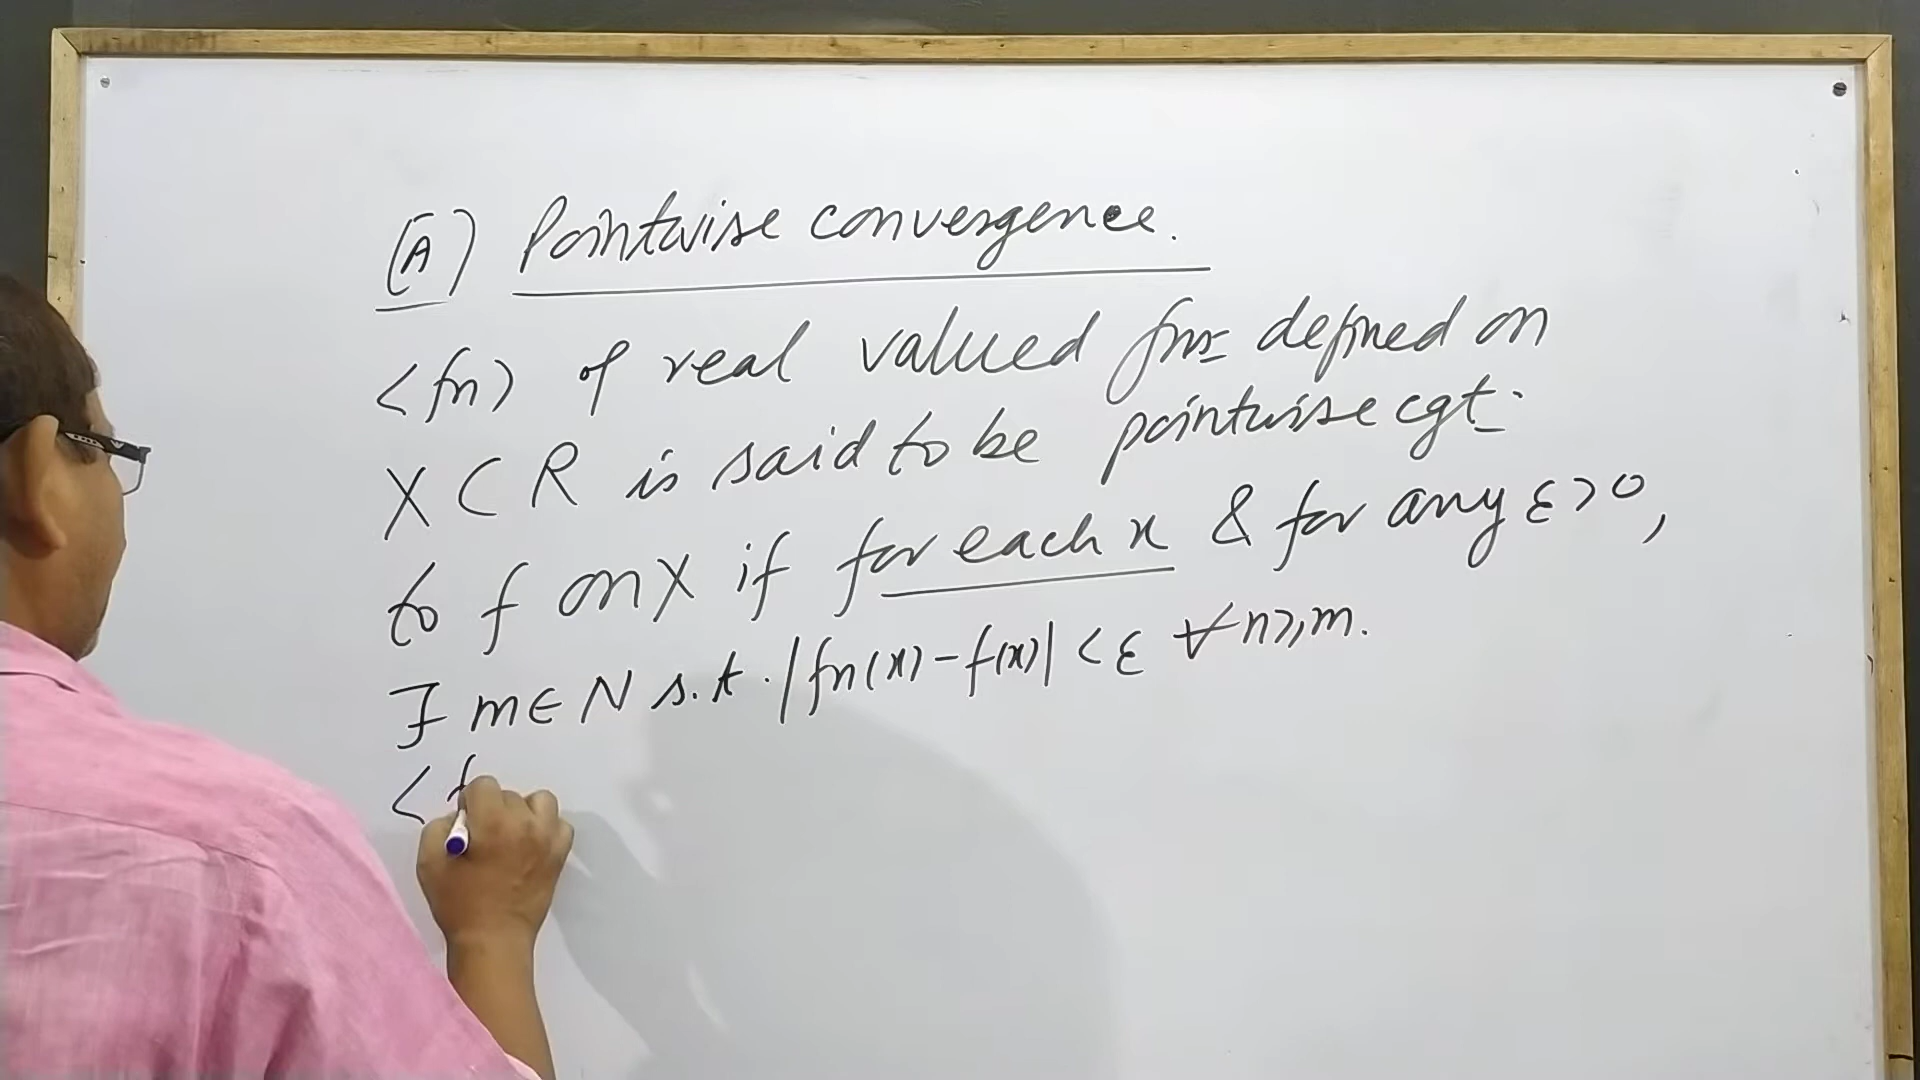 (A) Pointwise convergence.
<fn> of real valued fns defined on
X ⊂ R is said to be pointwise cgt.
to f on X if for each x & for any ε>0,
∃ m ∈ N s.t. |fn(x) - f(x)| < ε ∀ n ≥ m.
<f